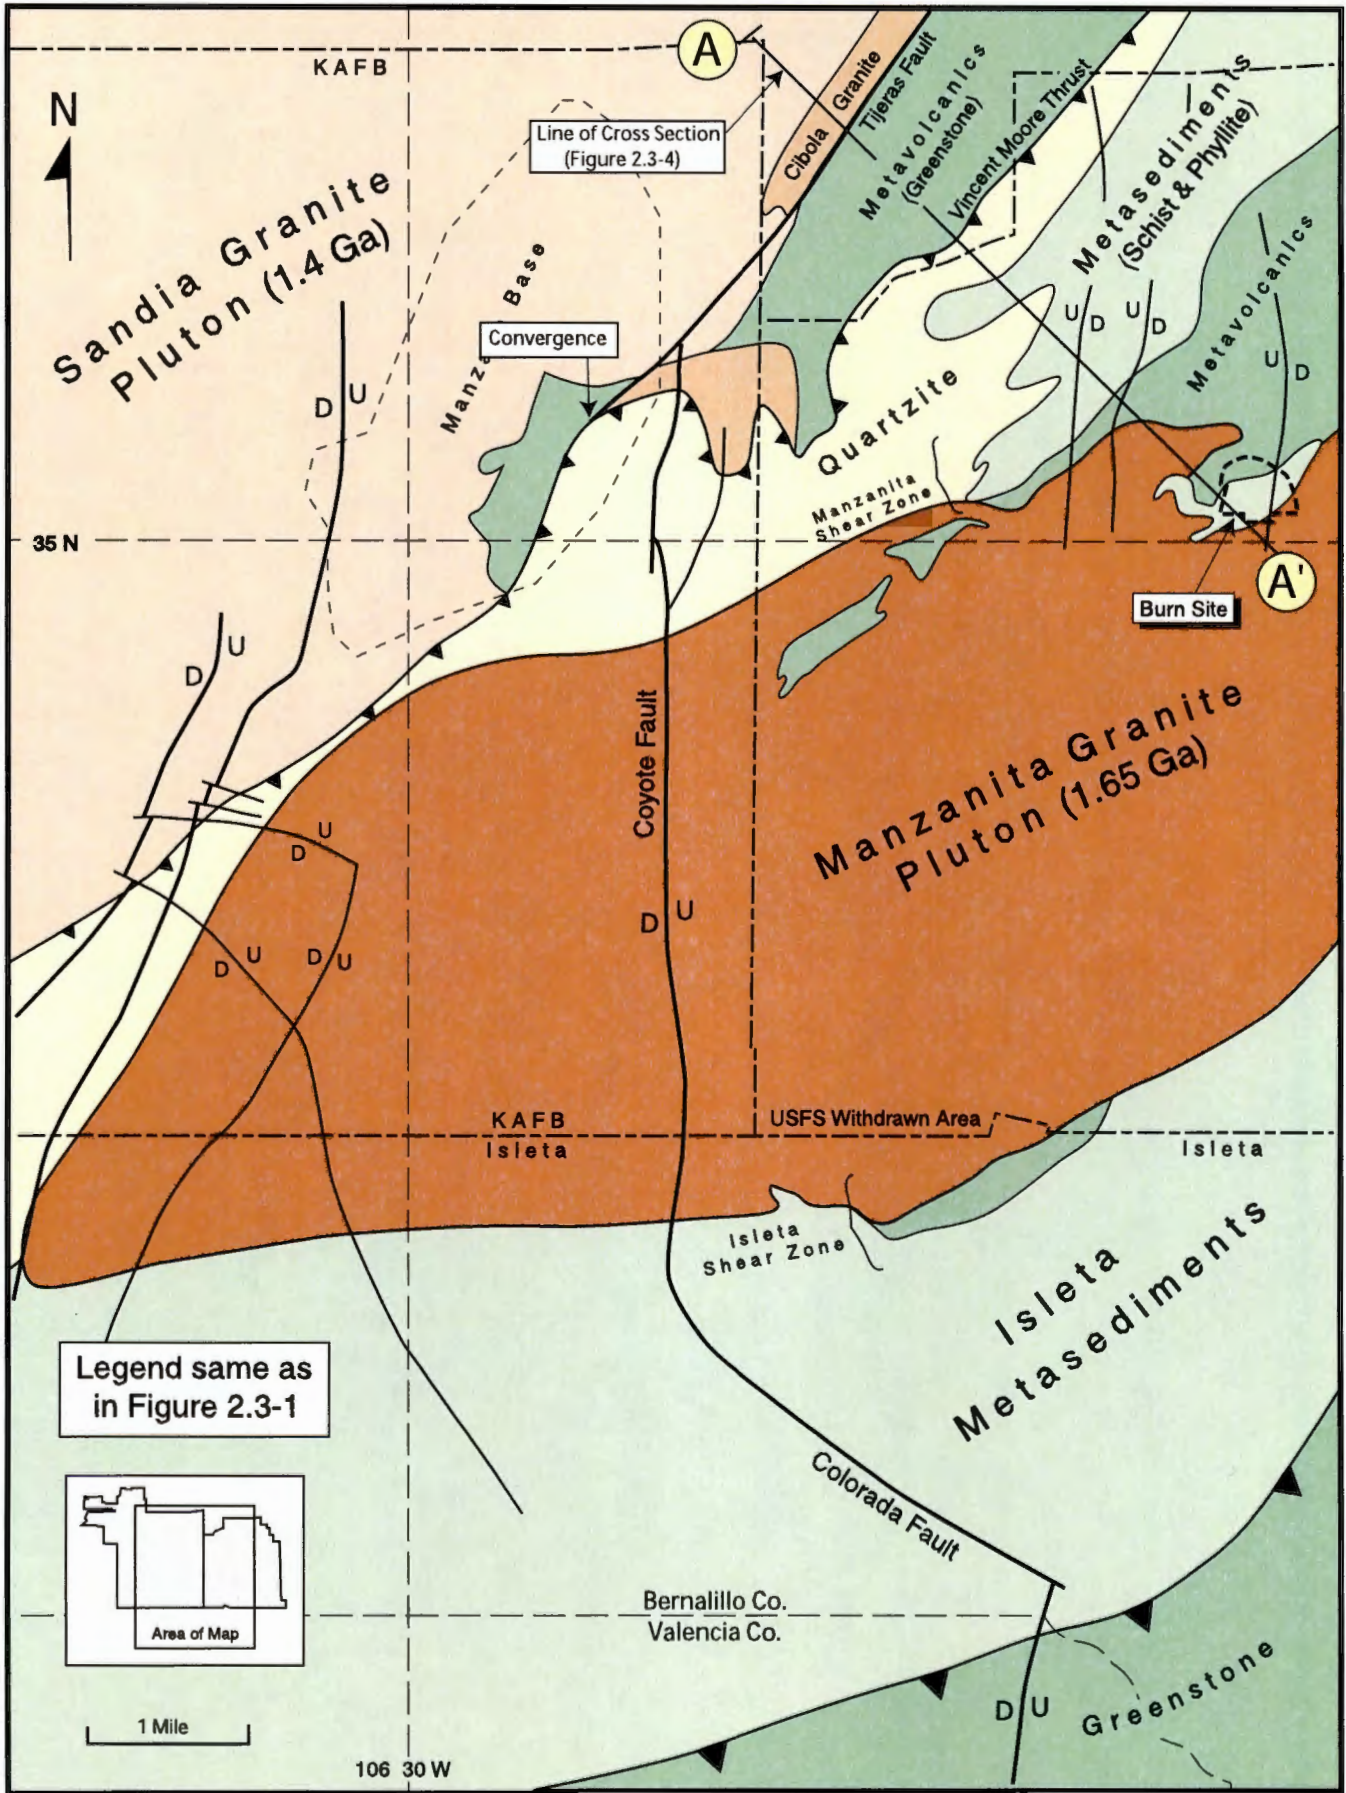 KAFB
A
N
Line of Cross Section
(Figure 2.3-4)
Cibola Granite
Tijeras Fault
Metavolcanics
(Greenstone)
Vincent Moore Thrust
Metasediments
(Schist & Phyllite)
Metavolcanics
Sandia Granite
Pluton (1.4 Ga)
Base
Convergence
D U
U D
U D
U D
Quartzite
Manzanita
Shear Zone
35 N
A'
Burn Site
D U
Coyote Fault
Manzanita Granite
Pluton (1.65 Ga)
U
D
D U
D U
D U
KAFB
Isleta
USFS Withdrawn Area
Isleta
Isleta
Shear Zone
Isleta
Metasediments
Legend same as
in Figure 2.3-1
Colorada Fault
Area of Map
Bernalillo Co.
Valencia Co.
D U
Greenstone
1 Mile
106 30 W